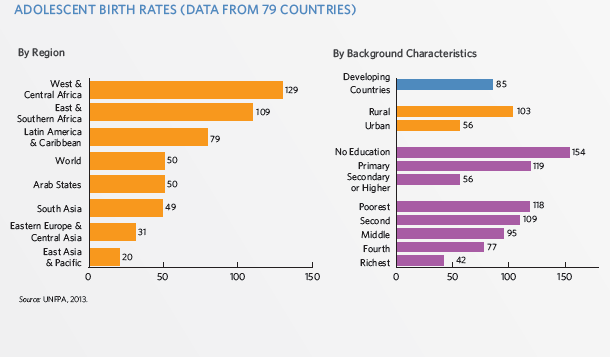 ADOLESCENT BIRTH RATES (DATA FROM 79 COUNTRIES)
By Region
West &
Central Africa
129
East &
Southern Africa
109
Latin America
& Caribbean
79
World
50
Arab States
50
South Asia
49
Eastern Europe &
Central Asia
31
East Asia
& Pacific
20
0 50 100 150
By Background Characteristics
Developing
Countries
85
Rural
103
Urban
56
No Education
154
Primary
119
Secondary
or Higher
56
Poorest
118
Second
109
Middle
95
Fourth
77
Richest
42
0 50 100 150
Source: UNFPA, 2013.